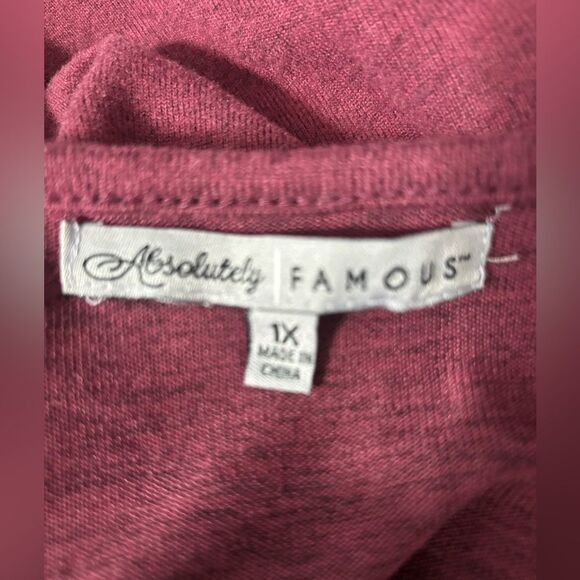 Absolutely | FAMOUS™
1X
MADE IN
CHINA